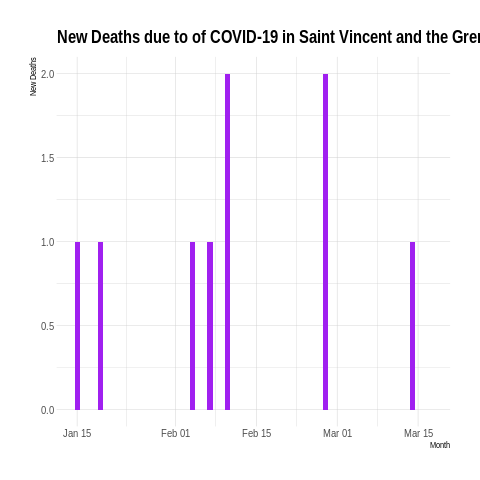 New Deaths due to of COVID-19 in Saint Vincent and the Gre
New Deaths
2.0
1.5
1.0
0.5
0.0
Jan 15 Feb 01 Feb 15 Mar 01 Mar 15
Month